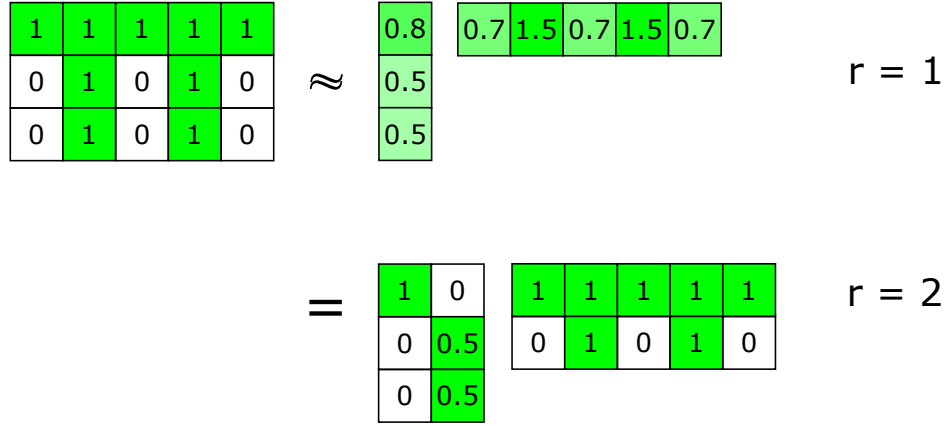 1 1 1 1 1 ≈ 0.8 0.7 1.5 0.7 1.5 0.7 r = 1
0 1 0 1 0 0.5
0 1 0 1 0 0.5
= 1 0 1 1 1 1 1 r = 2
0 0.5 0 1 0 1 0
0 0.5